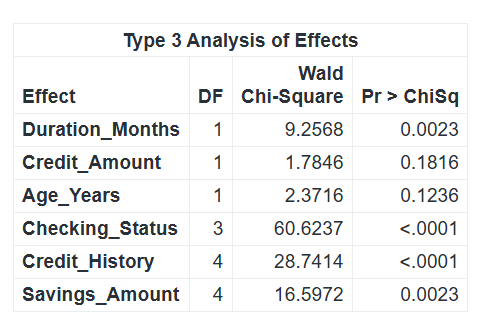 Type 3 Analysis of Effects
Wald
Effect DF Chi-Square Pr > ChiSq
Duration_Months 1 9.2568 0.0023
Credit_Amount 1 1.7846 0.1816
Age_Years 1 2.3716 0.1236
Checking_Status 3 60.6237 <.0001
Credit_History 4 28.7414 <.0001
Savings_Amount 4 16.5972 0.0023